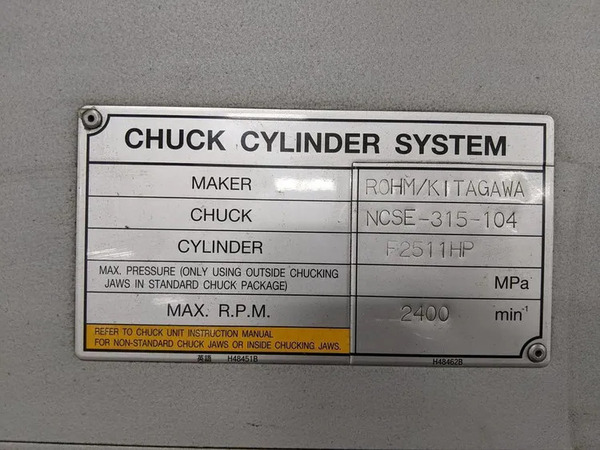 CHUCK CYLINDER SYSTEM
MAKER ROHM/KITAGAWA
CHUCK NCSE-315-104
CYLINDER F2511HP
MAX. PRESSURE (ONLY USING OUTSIDE CHUCKING
JAWS IN STANDARD CHUCK PACKAGE) MPa
MAX. R.P.M. 2400 min⁻¹
REFER TO CHUCK UNIT INSTRUCTION MANUAL
FOR NON-STANDARD CHUCK JAWS OR INSIDE CHUCKING JAWS.
英語 H48451B H48462B